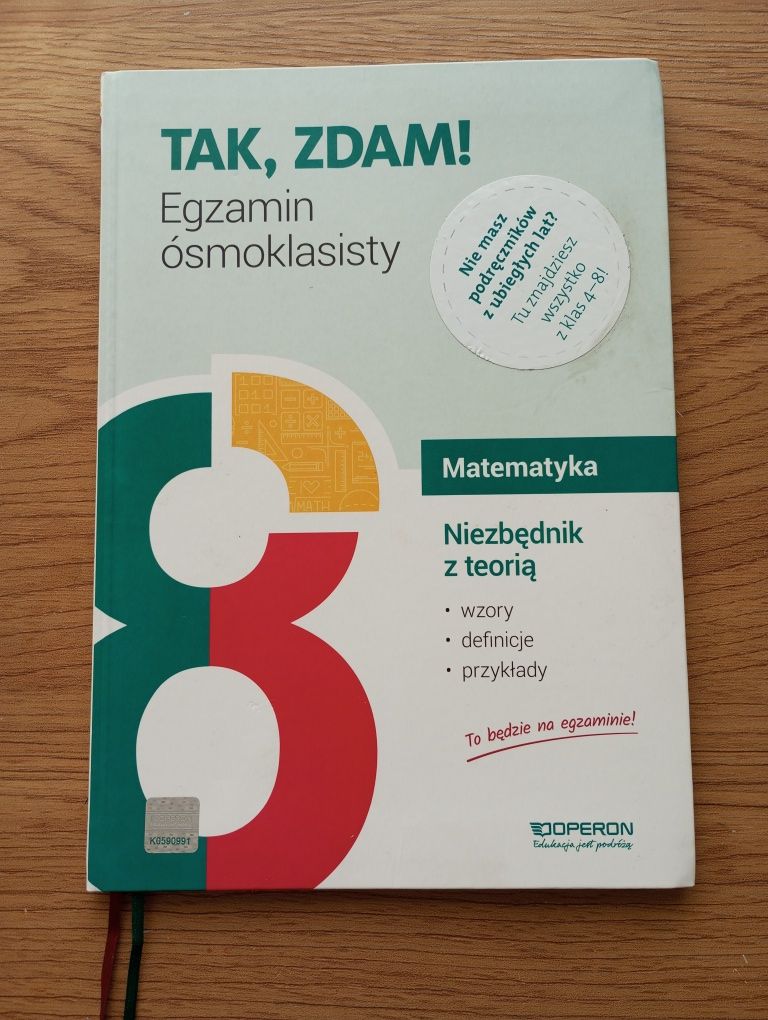 TAK, ZDAM!
Egzamin
ósmoklasisty
Nie masz
podręczników
z ubiegłych lat?
Tu znajdziesz
wszystko
z klas 4–8!
MATH
Matematyka
Niezbędnik
z teorią
• wzory
• definicje
• przykłady
To będzie na egzaminie!
K0590991
OPERON
Edukacja jest podróżą